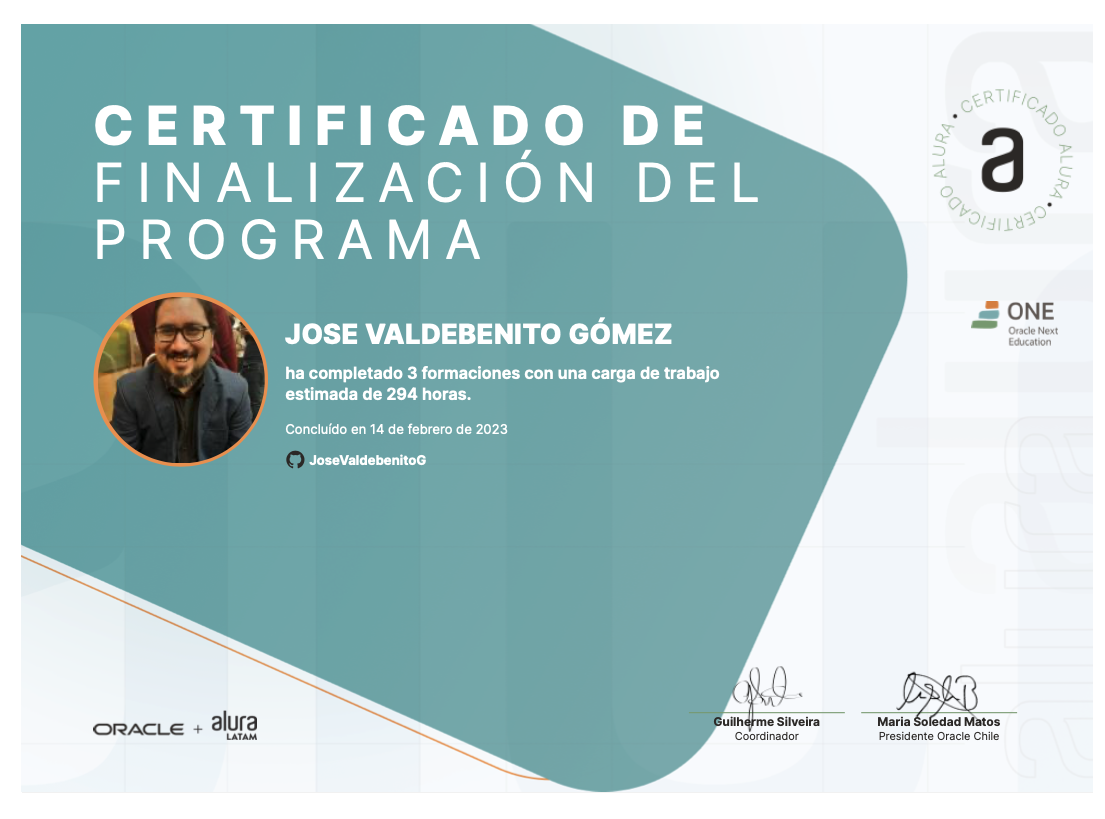 CERTIFICADO DE
FINALIZACIÓN DEL
PROGRAMA
CERTIFICADO ALURA • CERTIFICADO ALURA •
a
ONE
Oracle Next
Education
JOSE VALDEBENITO GÓMEZ
ha completado 3 formaciones con una carga de trabajo
estimada de 294 horas.
Concluído en 14 de febrero de 2023
JoseValdebenitoG
ORACLE + alura
LATAM
Guilherme Silveira
Coordinador
Maria Soledad Matos
Presidente Oracle Chile
alura